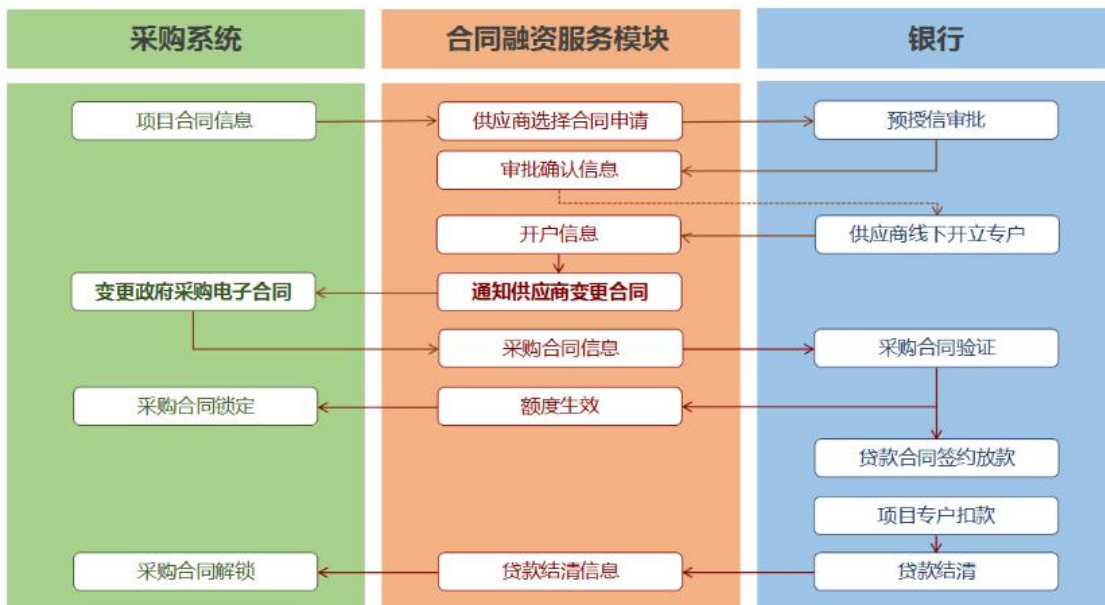 采购系统
合同融资服务模块
银行
项目合同信息
供应商选择合同申请
预授信审批
审批确认信息
开户信息
供应商线下开立专户
变更政府采购电子合同
通知供应商变更合同
采购合同信息
采购合同验证
采购合同锁定
额度生效
贷款合同签约放款
项目专户扣款
采购合同解锁
贷款结清信息
贷款结清